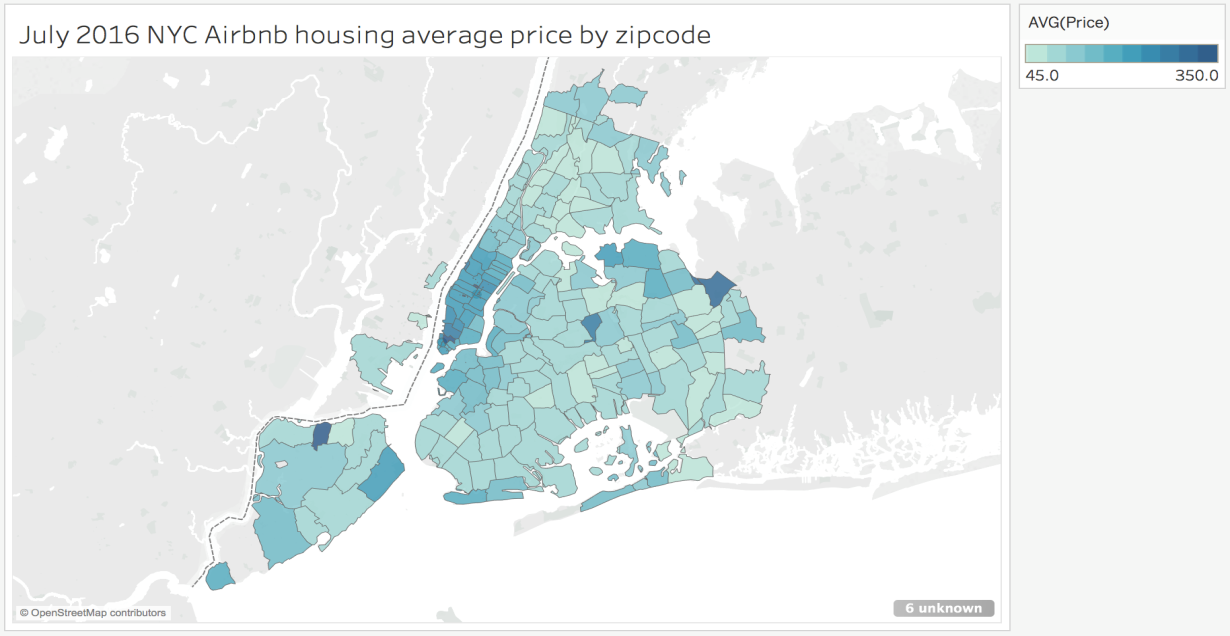 July 2016 NYC Airbnb housing average price by zipcode
AVG(Price)
45.0 350.0
© OpenStreetMap contributors
6 unknown